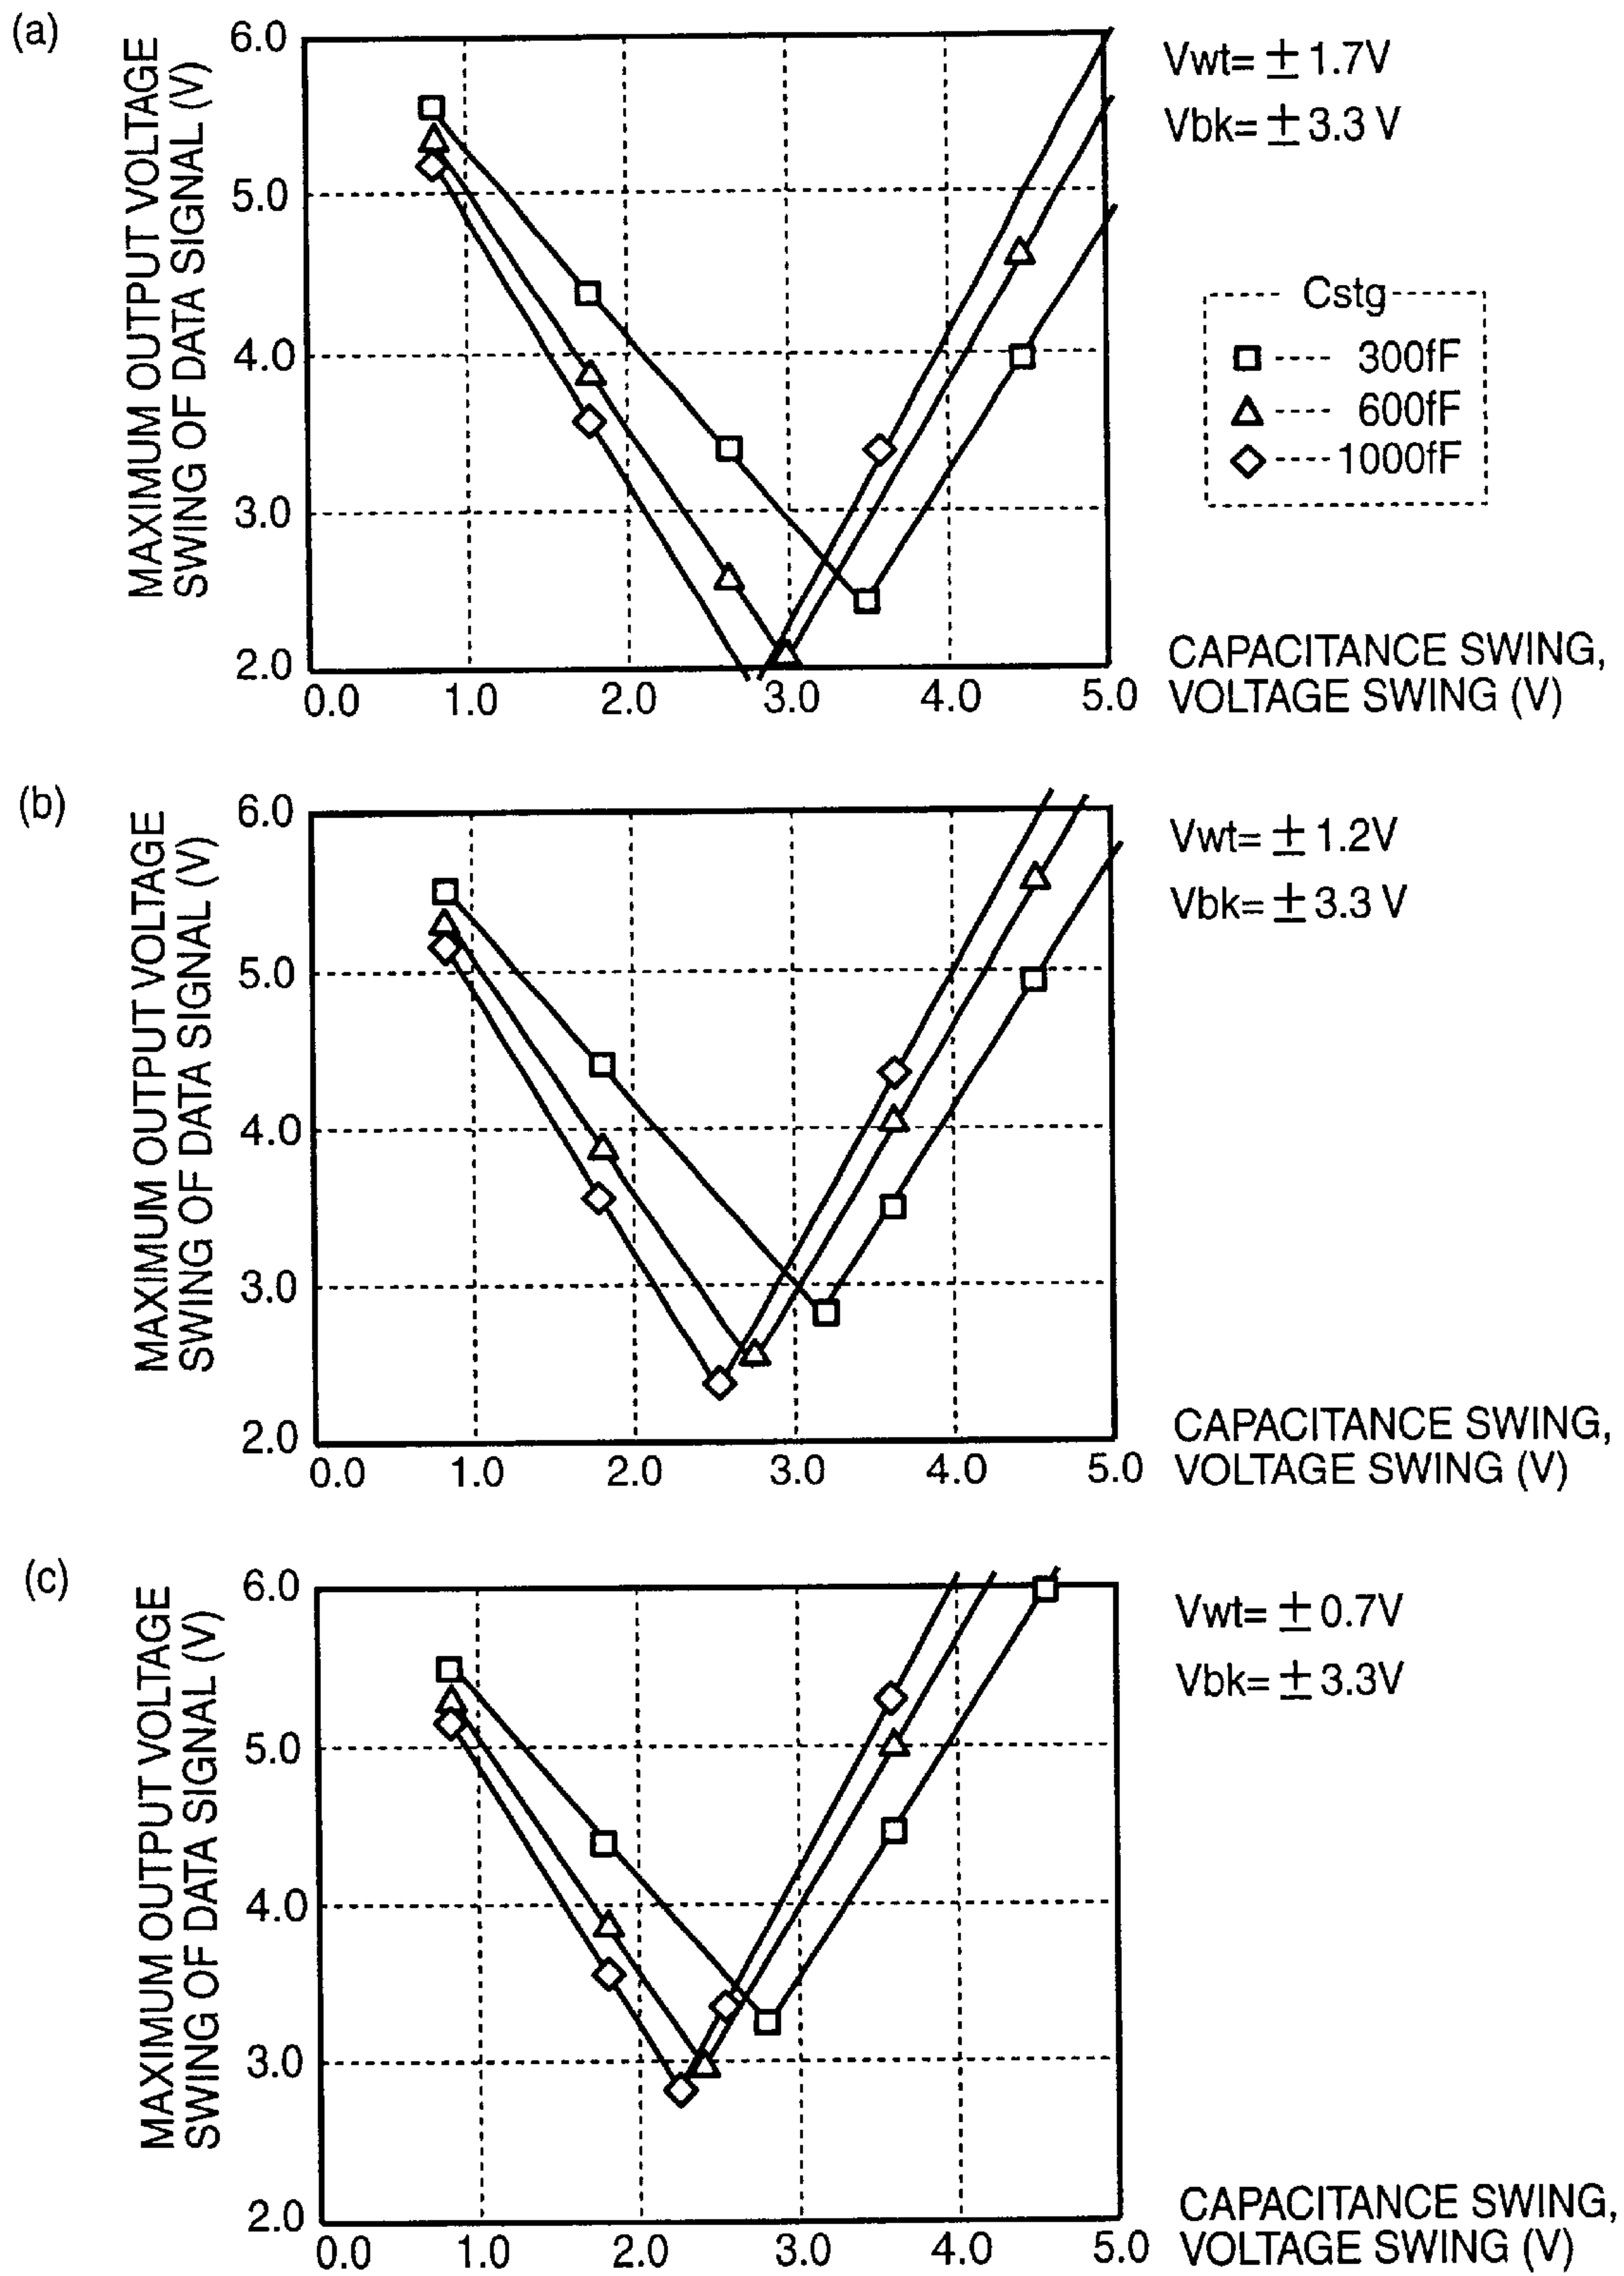 (a)
MAXIMUM OUTPUT VOLTAGE
SWING OF DATA SIGNAL (V)
6.0
5.0
4.0
3.0
2.0
0.0 1.0 2.0 3.0 4.0 5.0
CAPACITANCE SWING,
VOLTAGE SWING (V)
Vwt= ±1.7V
Vbk= ±3.3 V
Cstg
300fF
600fF
1000fF
(b)
MAXIMUM OUTPUT VOLTAGE
SWING OF DATA SIGNAL (V)
6.0
5.0
4.0
3.0
2.0
0.0 1.0 2.0 3.0 4.0 5.0
CAPACITANCE SWING,
VOLTAGE SWING (V)
Vwt= ±1.2V
Vbk= ±3.3 V
(c)
MAXIMUM OUTPUT VOLTAGE
SWING OF DATA SIGNAL (V)
6.0
5.0
4.0
3.0
2.0
0.0 1.0 2.0 3.0 4.0 5.0
CAPACITANCE SWING,
VOLTAGE SWING (V)
Vwt= ±0.7V
Vbk= ±3.3V